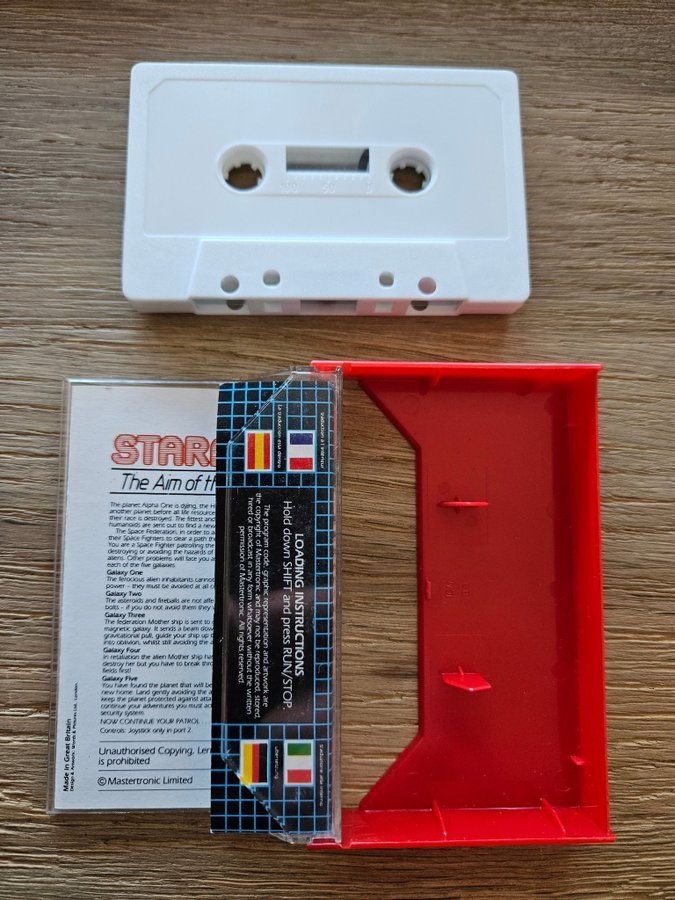 100 50 0
The Aim of th
The planet Alpha One is dying, the H
another planet before all life resource
their race is destroyed. The fittest and
humanoids are sent out to find a new
The Space Federation, in order to a
their Space Fighters to clear a path th
You are a Space Fighter patrolling the
destroying or avoiding the hazards of
aliens. Other problems will face you a
each of the five galaxies.
Galaxy One
The ferocious alien inhabitants cannot
power – they must be avoided at all c
Galaxy Two
The asteroids and fireballs are not affe
bolts – if you do not avoid them they w
Galaxy Three
The federation Mother ship is sent to
magnetic galaxy. It sends a beam dow
gravitational pull, guide your ship up t
into oblivion, whilst still avoiding the a
Galaxy Four
In retaliation the alien Mother ship has
destroy her but you have to break thro
fields first!
Galaxy Five
You have found the planet that will be
new home. Land gently avoiding the a
keep the planet protected against atta
continue your adventures you must ac
security system.
NOW CONTINUE YOUR PATROL . . .
Controls: Joystick only in port 2.
Unauthorised Copying, Len
is prohibited
© Mastertronic Limited
Made in Great Britain
Design & Artwork: Words & Pictures Ltd., London.
LOADING INSTRUCTIONS
Hold down SHIFT and press RUN/STOP.
The program code, graphic representation and artwork are
the copyright of Mastertronic and may not be reproduced, stored,
hired or broadcast in any form whatsoever without the written
permission of Mastertronic. All rights reserved.